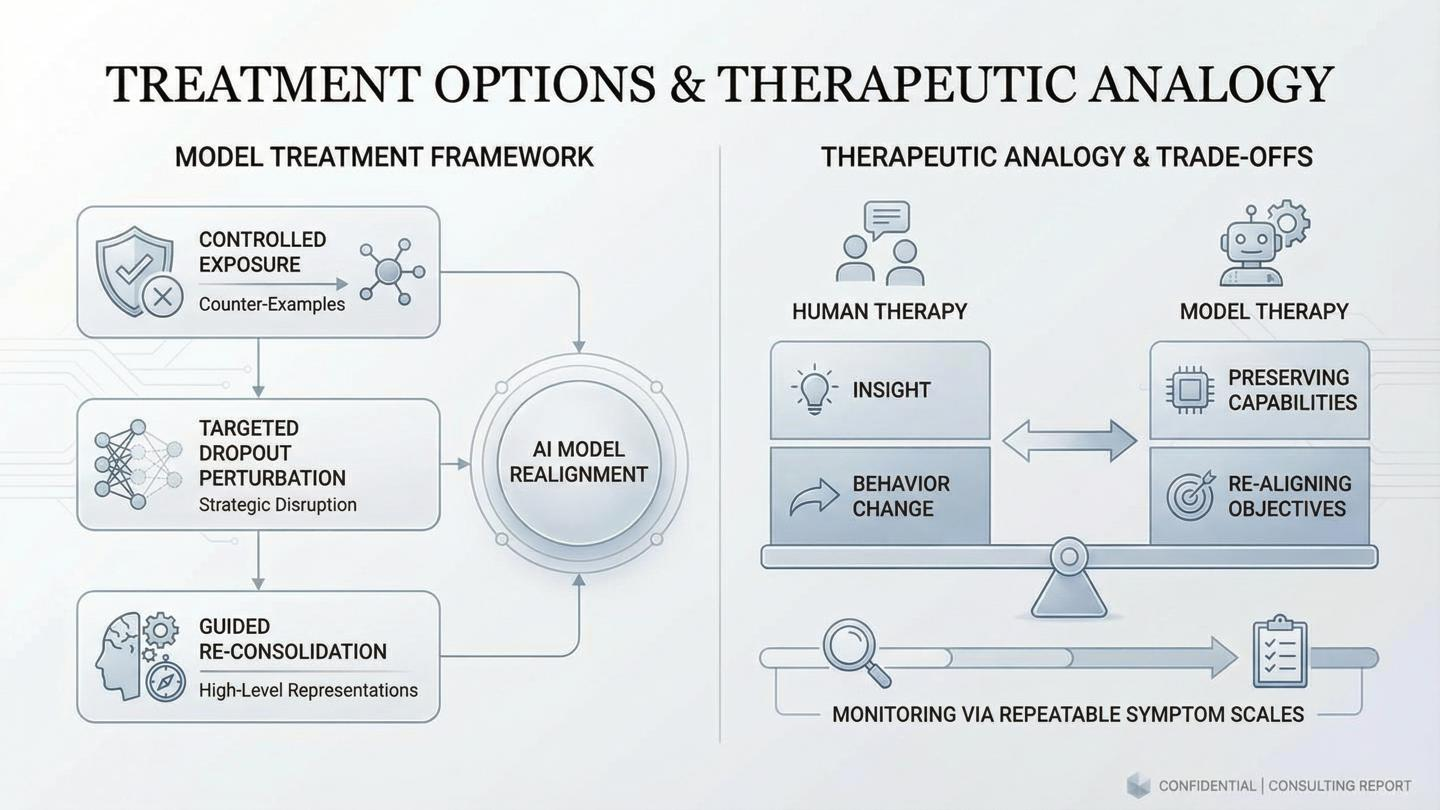 TREATMENT OPTIONS & THERAPEUTIC ANALOGY
MODEL TREATMENT FRAMEWORK
CONTROLLED
EXPOSURE
Counter-Examples
TARGETED
DROPOUT
PERTURBATION
Strategic Disruption
GUIDED
RE-CONSOLIDATION
High-Level Representations
AI MODEL
REALIGNMENT
THERAPEUTIC ANALOGY & TRADE-OFFS
HUMAN THERAPY
MODEL THERAPY
INSIGHT
PRESERVING
CAPABILITIES
BEHAVIOR
CHANGE
RE-ALIGNING
OBJECTIVES
MONITORING VIA REPEATABLE SYMPTOM SCALES
CONFIDENTIAL | CONSULTING REPORT